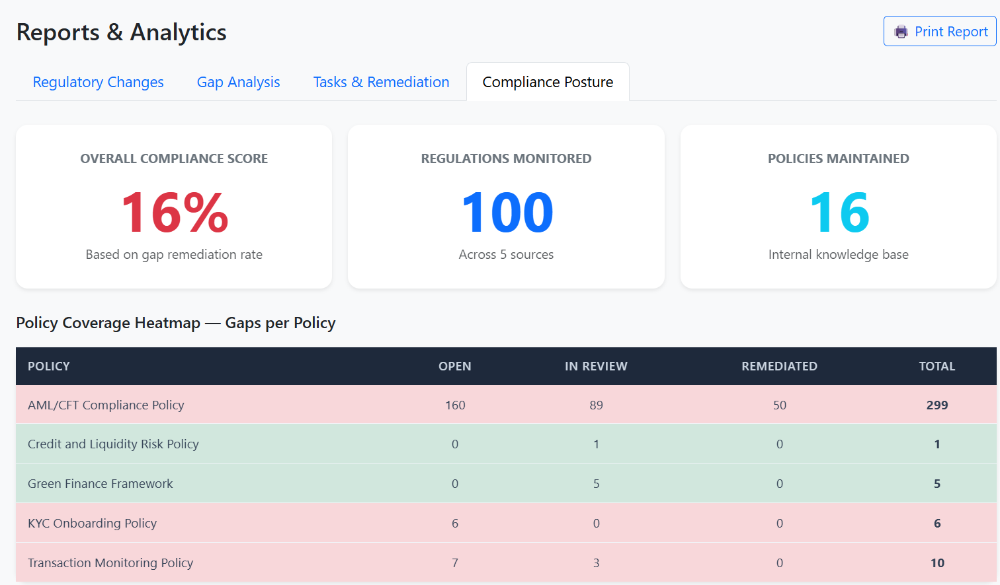 Reports & Analytics
Print Report
Regulatory Changes Gap Analysis Tasks & Remediation Compliance Posture
OVERALL COMPLIANCE SCORE
16%
Based on gap remediation rate
REGULATIONS MONITORED
100
Across 5 sources
POLICIES MAINTAINED
16
Internal knowledge base
Policy Coverage Heatmap — Gaps per Policy
POLICY OPEN IN REVIEW REMEDIATED TOTAL
AML/CFT Compliance Policy 160 89 50 299
Credit and Liquidity Risk Policy 0 1 0 1
Green Finance Framework 0 5 0 5
KYC Onboarding Policy 6 0 0 6
Transaction Monitoring Policy 7 3 0 10